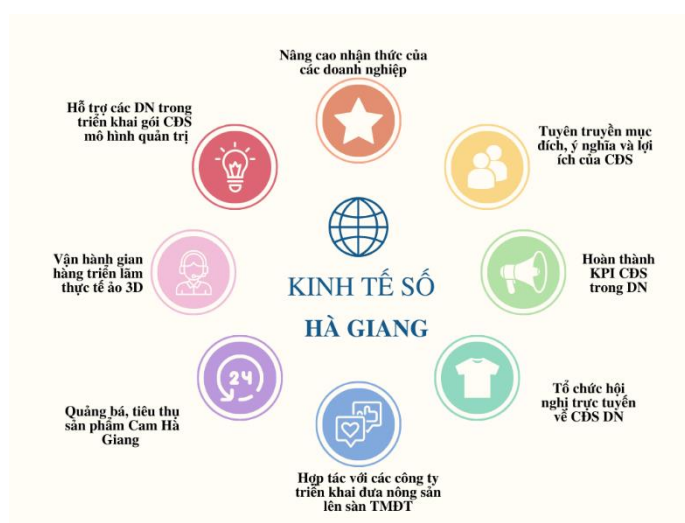 Nâng cao nhận thức của
các doanh nghiệp
Tuyên truyền mục
đích, ý nghĩa và lợi
ích của CĐS
Hoàn thành
KPI CĐS
trong DN
Tổ chức hội
nghị trực tuyến
về CĐS DN
Hợp tác với các công ty
triển khai đưa nông sản
lên sàn TMĐT
Quảng bá, tiêu thụ
sản phẩm Cam Hà
Giang
24
Vận hành gian
hàng triển lãm
thực tế ảo 3D
Hỗ trợ các DN trong
triển khai gói CĐS
mô hình quản trị
KINH TẾ SỐ
HÀ GIANG